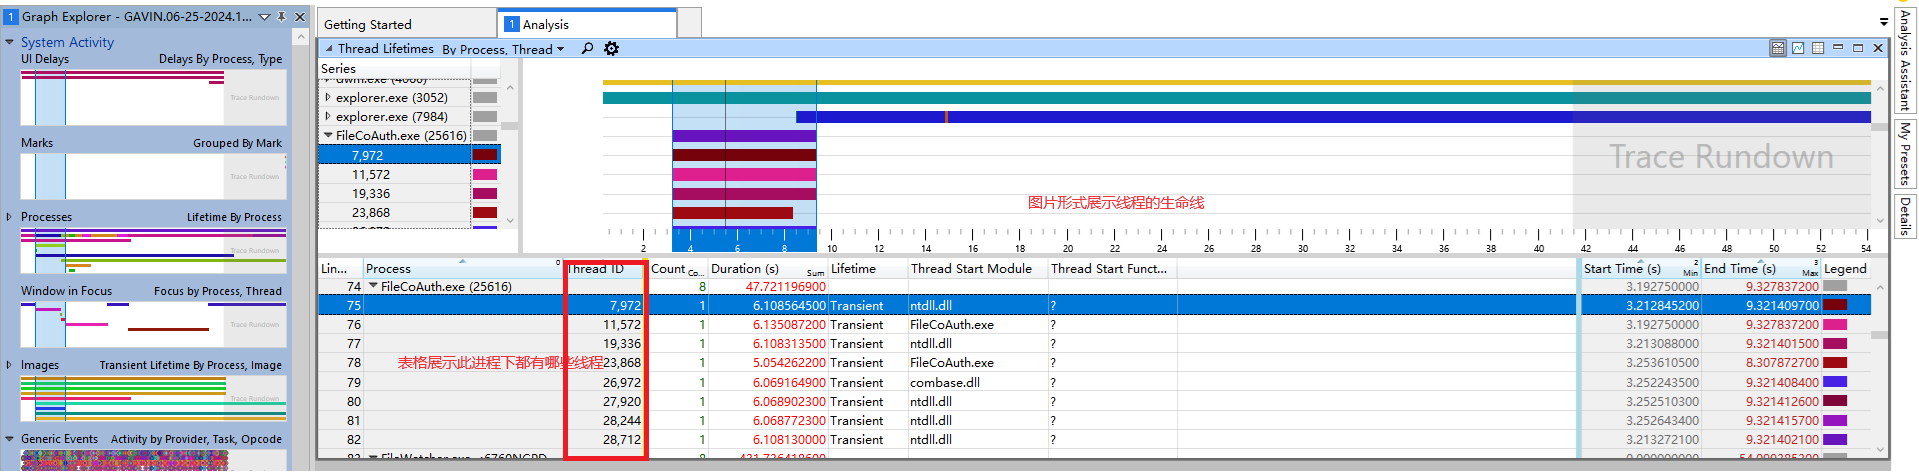 1 Graph Explorer - GAVIN.06-25-2024.1...
System Activity
UI Delays Delays By Process, Type
Trace Rundown
Marks Grouped By Mark
Trace Rundown
Processes Lifetime By Process
Trace Rundown
Window in Focus Focus by Process, Thread
Trace Rundown
Images Transient Lifetime By Process, Image
Trace Rundown
Generic Events Activity by Provider, Task, Opcode
Getting Started
1 Analysis
Thread Lifetimes By Process, Thread
Series
dwm.exe
explorer.exe (3052)
explorer.exe (7984)
FileCoAuth.exe (25616)
7,972
11,572
19,336
23,868
Trace Rundown
图片形式展示线程的生命线
2 4 6 8 10 12 14 16 18 20 22 24 26 28 30 32 34 36 38 40 42 44 46 48 50 52 54
Lin... Process 0 Thread ID Count Co... Duration (s) Sum Lifetime Thread Start Module Thread Start Funct... Start Time (s) 2 Min End Time (s) 3 Max Legend
74 FileCoAuth.exe (25616) 8 47.721196900 3.192750000 9.327837200
75 7,972 1 6.108564500 Transient ntdll.dll ? 3.212845200 9.321409700
76 11,572 1 6.135087200 Transient FileCoAuth.exe ? 3.192750000 9.327837200
77 19,336 1 6.108313500 Transient ntdll.dll ? 3.213088000 9.321401500
78 23,868 1 5.054262200 Transient FileCoAuth.exe ? 3.253610500 8.307872700
表格展示此进程下都有哪些线程
79 26,972 1 6.069164900 Transient combase.dll ? 3.252243500 9.321408400
80 27,920 1 6.068902300 Transient ntdll.dll ? 3.252510300 9.321412600
81 28,244 1 6.068772300 Transient ntdll.dll ? 3.252643400 9.321415700
82 28,712 1 6.108130000 Transient ntdll.dll ? 3.213272100 9.321402100
Analysis Assistant
My Presets
Details